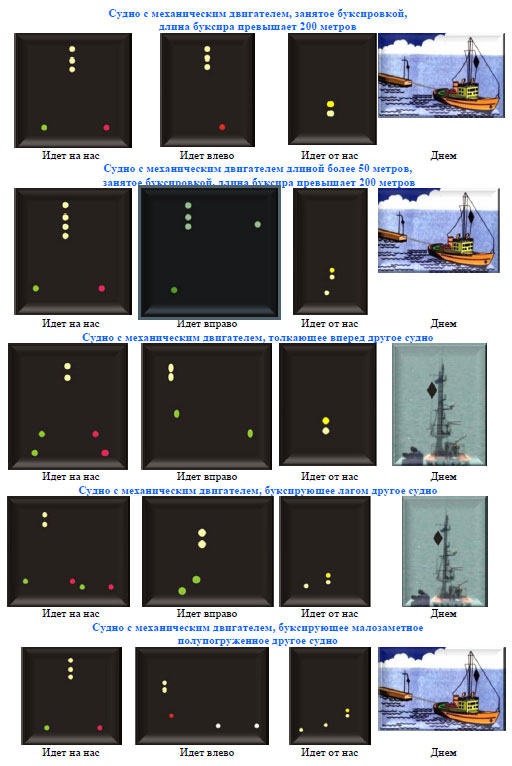 Судно с механическим двигателем, занятое буксировкой,
длина буксира превышает 200 метров
Идет на нас Идет влево Идет от нас Днем
Судно с механическим двигателем длиной более 50 метров,
занятое буксировкой, длина буксира превышает 200 метров
Идет на нас Идет вправо Идет от нас Днем
Судно с механическим двигателем, толкающее вперед другое судно
Идет на нас Идет вправо Идет от нас Днем
Судно с механическим двигателем, буксирующее лагом другое судно
Идет на нас Идет вправо Идет от нас Днем
Судно с механическим двигателем, буксирующее малозаметное
полупогруженное другое судно
Идет на нас Идет влево Идет от нас Днем